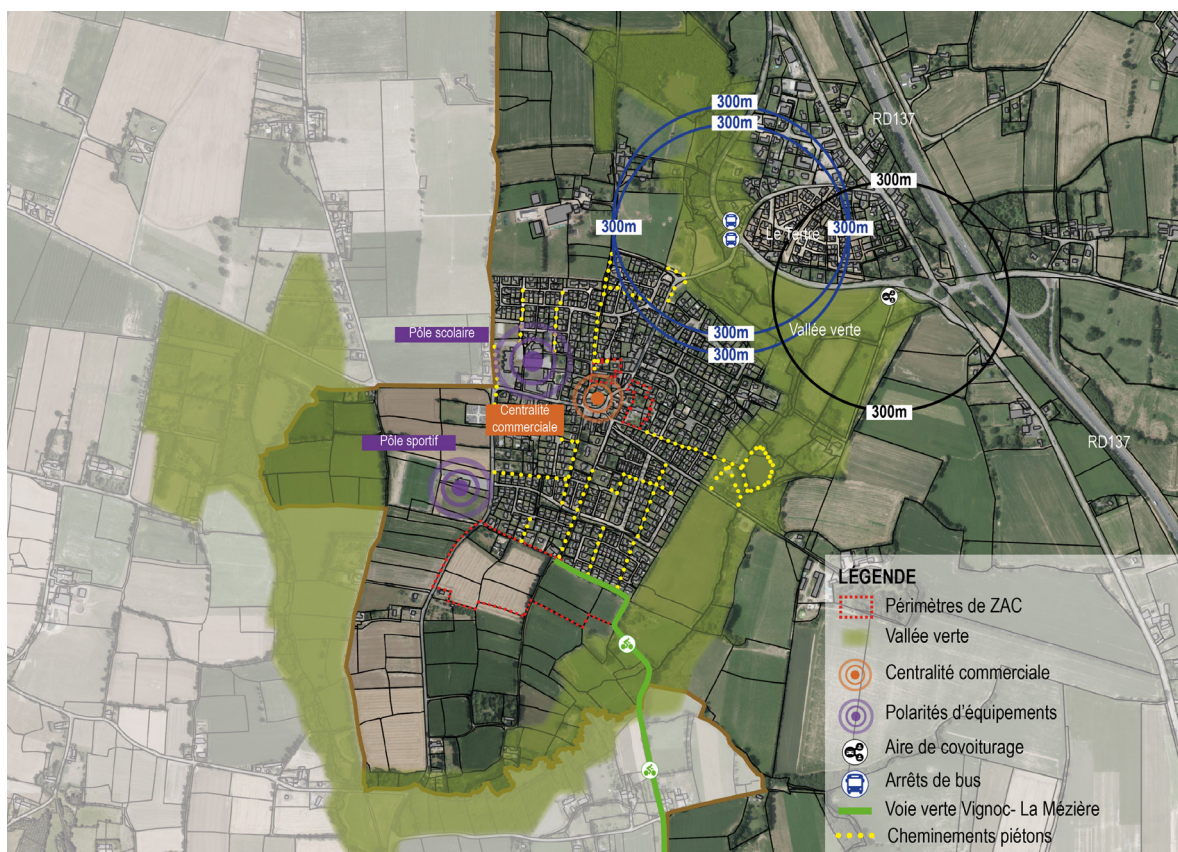 300m
300m
RD137
300m
300m
300m
Le Tertre
Vallée verte
300m
300m
300m
Pôle scolaire
Centralité
commerciale
Pôle sportif
RD137
LÉGENDE
Périmètres de ZAC
Vallée verte
Centralité commerciale
Polarités d'équipements
Aire de covoiturage
Arrêts de bus
Voie verte Vignoc- La Mézière
Cheminements piétons